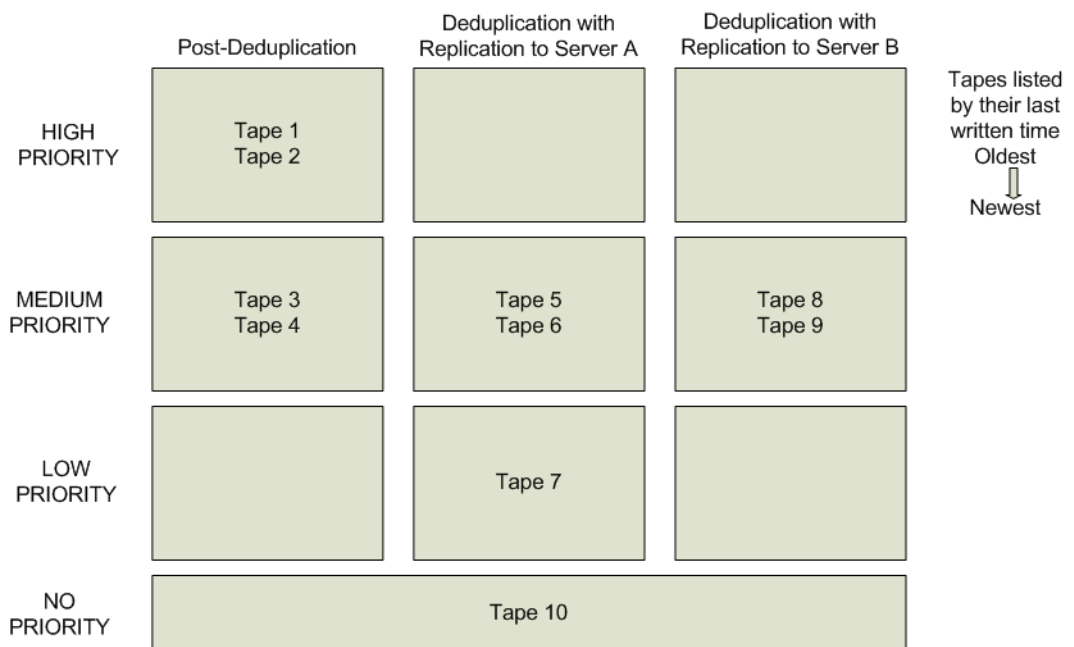 Post-Deduplication
Deduplication with
Replication to Server A
Deduplication with
Replication to Server B
Tapes listed
by their last
written time
Oldest
Newest
HIGH
PRIORITY
Tape 1
Tape 2
MEDIUM
PRIORITY
Tape 3
Tape 4
Tape 5
Tape 6
Tape 8
Tape 9
LOW
PRIORITY
Tape 7
NO
PRIORITY
Tape 10